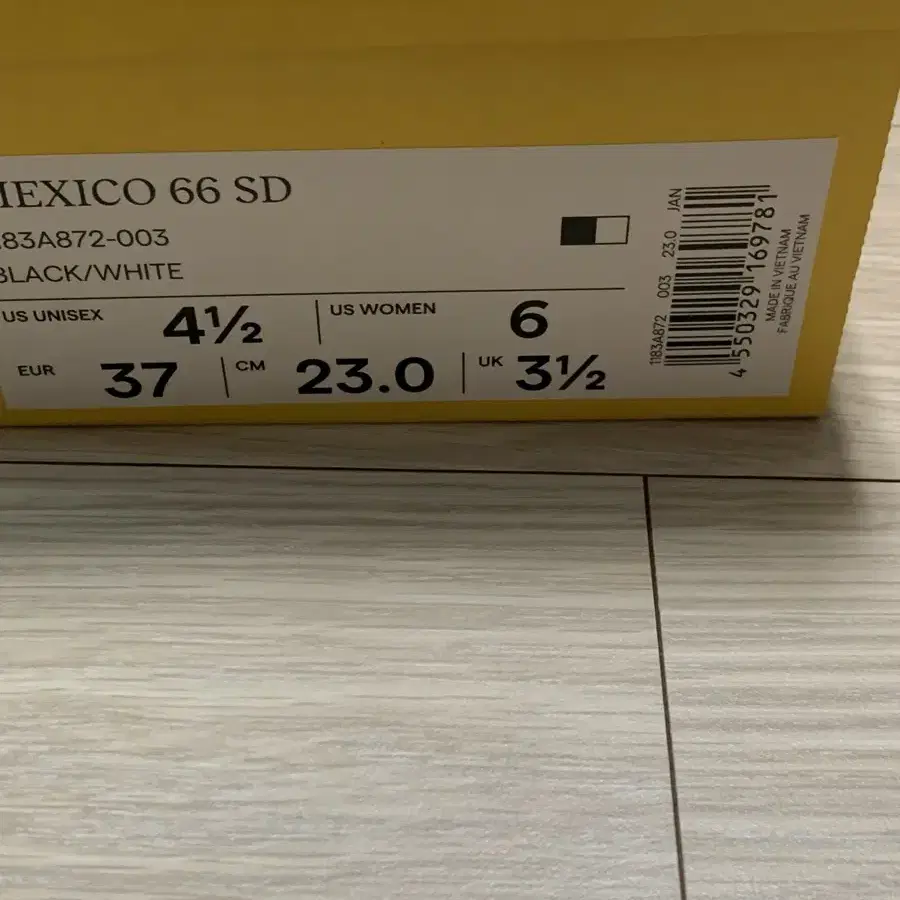 MEXICO 66 SD
183A872-003
BLACK/WHITE
US UNISEX 4½ US WOMEN 6
EUR 37 CM 23.0 UK 3½
1183A872 003 23.0 JAN
4 550329 169781
MADE IN VIETNAM
FABRIQUE AU VIETNAM